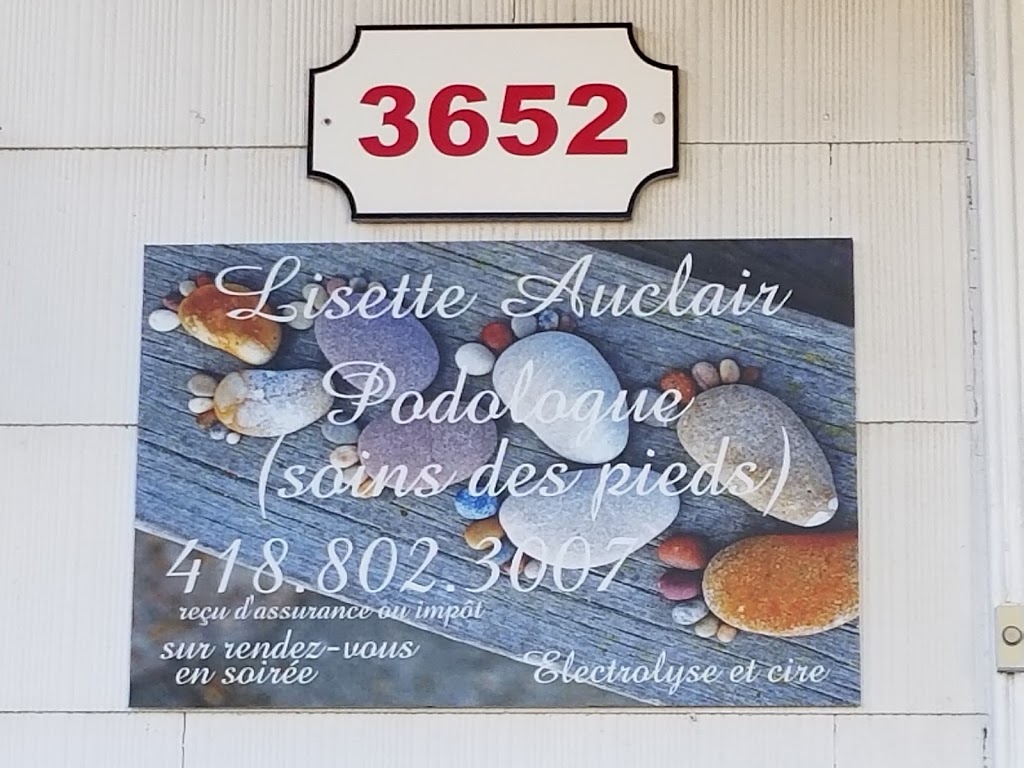 3652
Lisette Auclair
Podologue
(soins des pieds)
418.802.3007
reçu d'assurance ou impôt
sur rendez-vous
en soirée
Electrolyse et cire